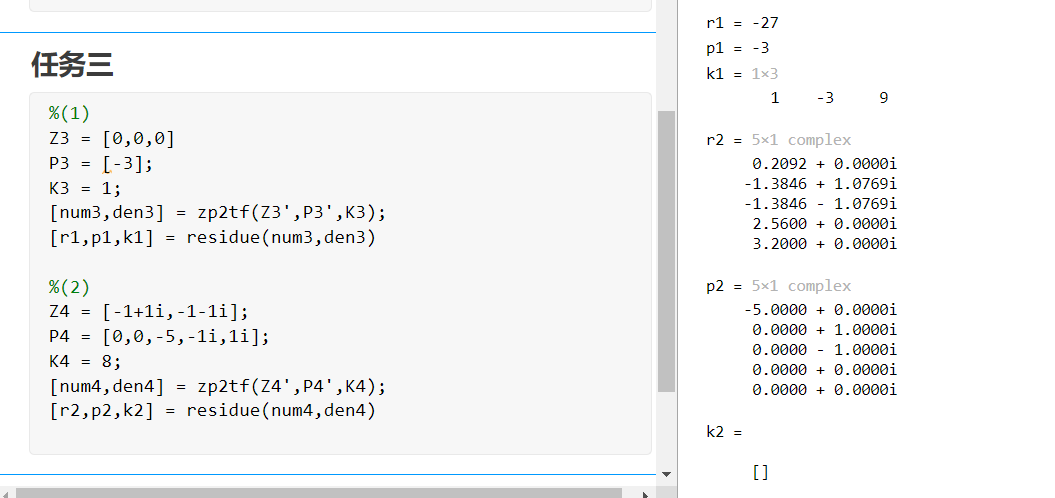 任务三
%(1)
Z3 = [0,0,0]
P3 = [-3];
K3 = 1;
[num3,den3] = zp2tf(Z3',P3',K3);
[r1,p1,k1] = residue(num3,den3)
%(2)
Z4 = [-1+1i,-1-1i];
P4 = [0,0,-5,-1i,1i];
K4 = 8;
[num4,den4] = zp2tf(Z4',P4',K4);
[r2,p2,k2] = residue(num4,den4)
r1 = -27
p1 = -3
k1 = 1×3
1 -3 9
r2 = 5×1 complex
0.2092 + 0.0000i
-1.3846 + 1.0769i
-1.3846 - 1.0769i
2.5600 + 0.0000i
3.2000 + 0.0000i
p2 = 5×1 complex
-5.0000 + 0.0000i
0.0000 + 1.0000i
0.0000 - 1.0000i
0.0000 + 0.0000i
0.0000 + 0.0000i
k2 =
[]